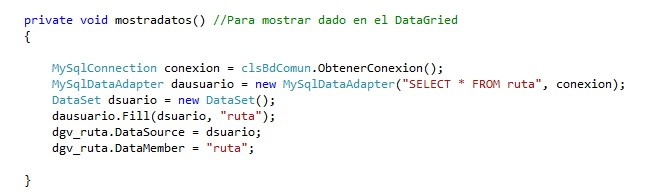 private void mostradatos() //Para mostrar dado en el DataGried
{
MySqlConnection conexion = clsBdComun.ObtenerConexion();
MySqlDataAdapter dausuario = new MySqlDataAdapter("SELECT * FROM ruta", conexion);
DataSet dsuario = new DataSet();
dausuario.Fill(dsuario, "ruta");
dgv_ruta.DataSource = dsuario;
dgv_ruta.DataMember = "ruta";
}